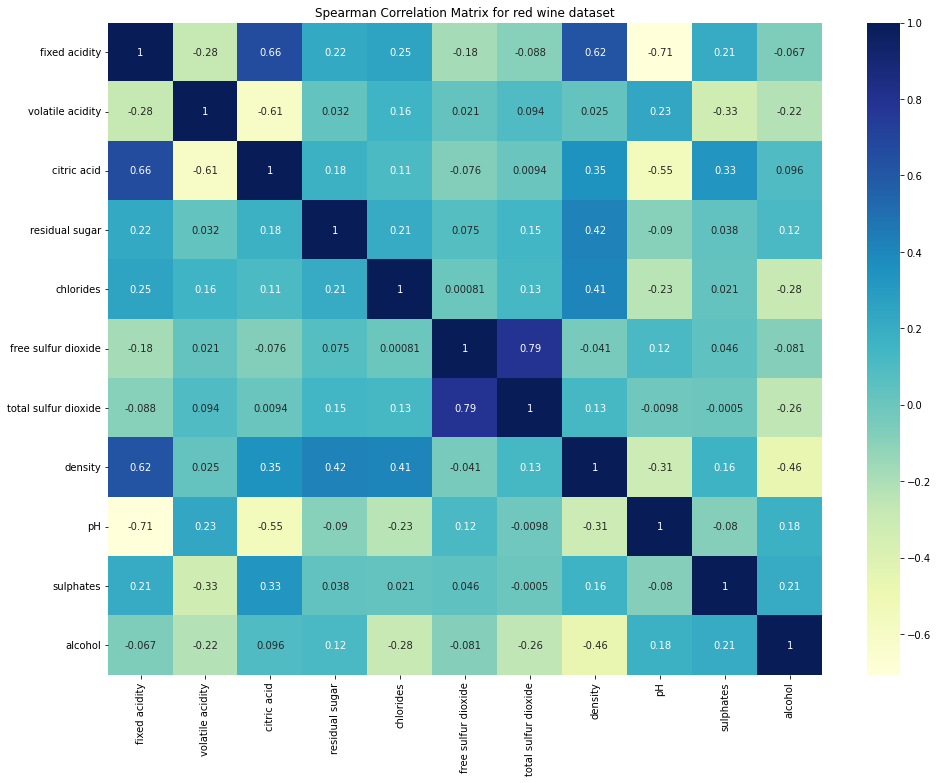 Spearman Correlation Matrix for red wine dataset
fixed acidity 1 -0.28 0.66 0.22 0.25 -0.18 -0.088 0.62 -0.71 0.21 -0.067
volatile acidity -0.28 1 -0.61 0.032 0.16 0.021 0.094 0.025 0.23 -0.33 -0.22
citric acid 0.66 -0.61 1 0.18 0.11 -0.076 0.0094 0.35 -0.55 0.33 0.096
residual sugar 0.22 0.032 0.18 1 0.21 0.075 0.15 0.42 -0.09 0.038 0.12
chlorides 0.25 0.16 0.11 0.21 1 0.00081 0.13 0.41 -0.23 0.021 -0.28
free sulfur dioxide -0.18 0.021 -0.076 0.075 0.00081 1 0.79 -0.041 0.12 0.046 -0.081
total sulfur dioxide -0.088 0.094 0.0094 0.15 0.13 0.79 1 0.13 -0.0098 -0.0005 -0.26
density 0.62 0.025 0.35 0.42 0.41 -0.041 0.13 1 -0.31 0.16 -0.46
pH -0.71 0.23 -0.55 -0.09 -0.23 0.12 -0.0098 -0.31 1 -0.08 0.18
sulphates 0.21 -0.33 0.33 0.038 0.021 0.046 -0.0005 0.16 -0.08 1 0.21
alcohol -0.067 -0.22 0.096 0.12 -0.28 -0.081 -0.26 -0.46 0.18 0.21 1
fixed acidity
volatile acidity
citric acid
residual sugar
chlorides
free sulfur dioxide
total sulfur dioxide
density
pH
sulphates
alcohol
1.0
0.8
0.6
0.4
0.2
0.0
−0.2
−0.4
−0.6